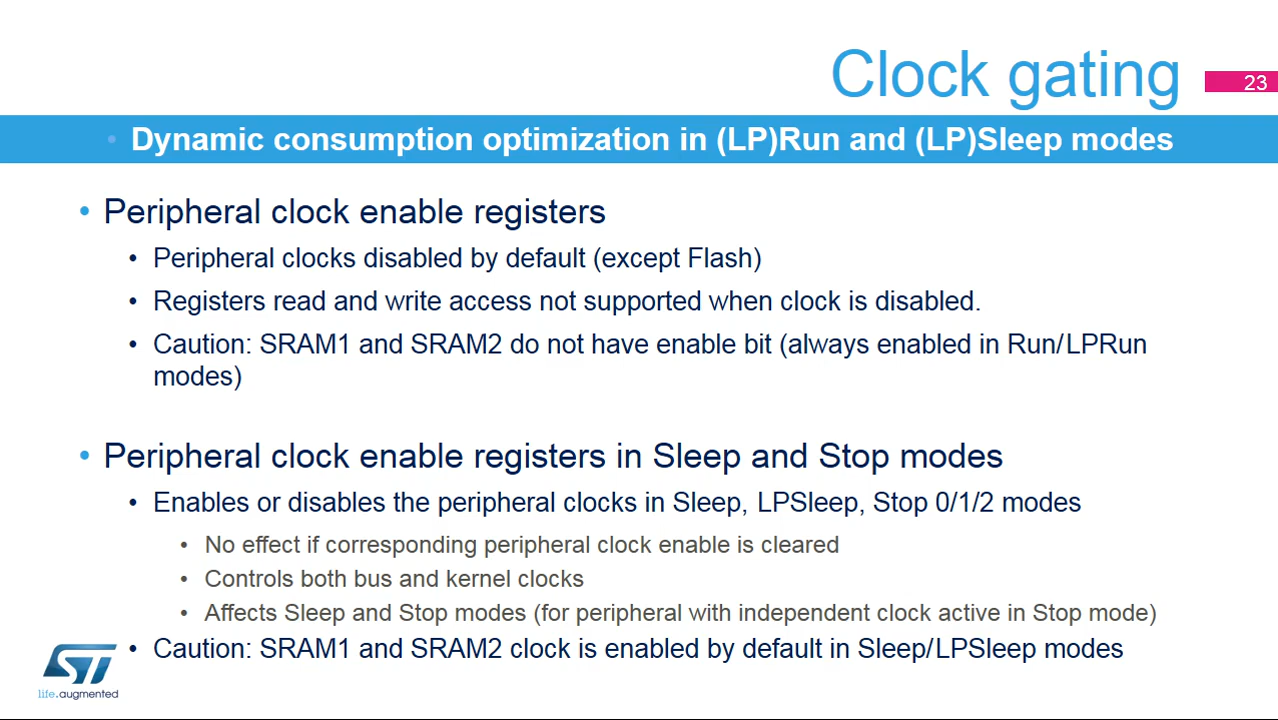 Clock gating
23
• Dynamic consumption optimization in (LP)Run and (LP)Sleep modes
• Peripheral clock enable registers
• Peripheral clocks disabled by default (except Flash)
• Registers read and write access not supported when clock is disabled.
• Caution: SRAM1 and SRAM2 do not have enable bit (always enabled in Run/LPRun
modes)
• Peripheral clock enable registers in Sleep and Stop modes
• Enables or disables the peripheral clocks in Sleep, LPSleep, Stop 0/1/2 modes
• No effect if corresponding peripheral clock enable is cleared
• Controls both bus and kernel clocks
• Affects Sleep and Stop modes (for peripheral with independent clock active in Stop mode)
• Caution: SRAM1 and SRAM2 clock is enabled by default in Sleep/LPSleep modes
ST
life.augmented